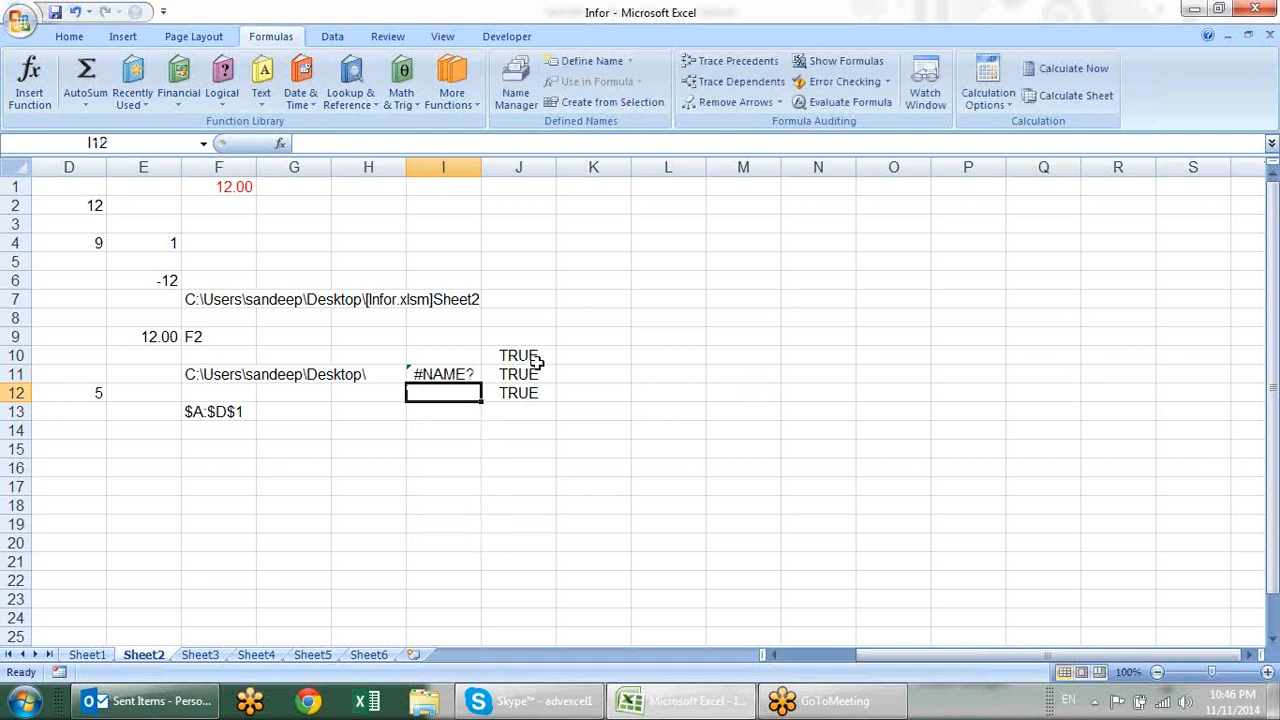 Infor - Microsoft Excel
Home Insert Page Layout Formulas Data Review View Developer
Insert Function
AutoSum
Recently Used
Financial
Logical
Text
Date & Time
Lookup & Reference
Math & Trig
More Functions
Function Library
Name Manager
Define Name
Use in Formula
Create from Selection
Defined Names
Trace Precedents
Trace Dependents
Remove Arrows
Show Formulas
Error Checking
Evaluate Formula
Formula Auditing
Watch Window
Calculation Options
Calculate Now
Calculate Sheet
Calculation
I12 fx
D E F G H I J K L M N O P Q R S
1 12.00
2 12
3
4 9 1
5
6 -12
7 C:\Users\sandeep\Desktop\[Infor.xlsm]Sheet2
8
9 12.00 F2
10 TRUE
11 C:\Users\sandeep\Desktop\ #NAME? TRUE
12 5 TRUE
13 $A:$D$1
14
15
16
17
18
19
20
21
22
23
24
25
Sheet1 Sheet2 Sheet3 Sheet4 Sheet5 Sheet6
Ready 100%
Sent Items - Perso... Skype™ - advexcel1 Microsoft Excel - I... GoToMeeting EN 10:46 PM
11/11/2014